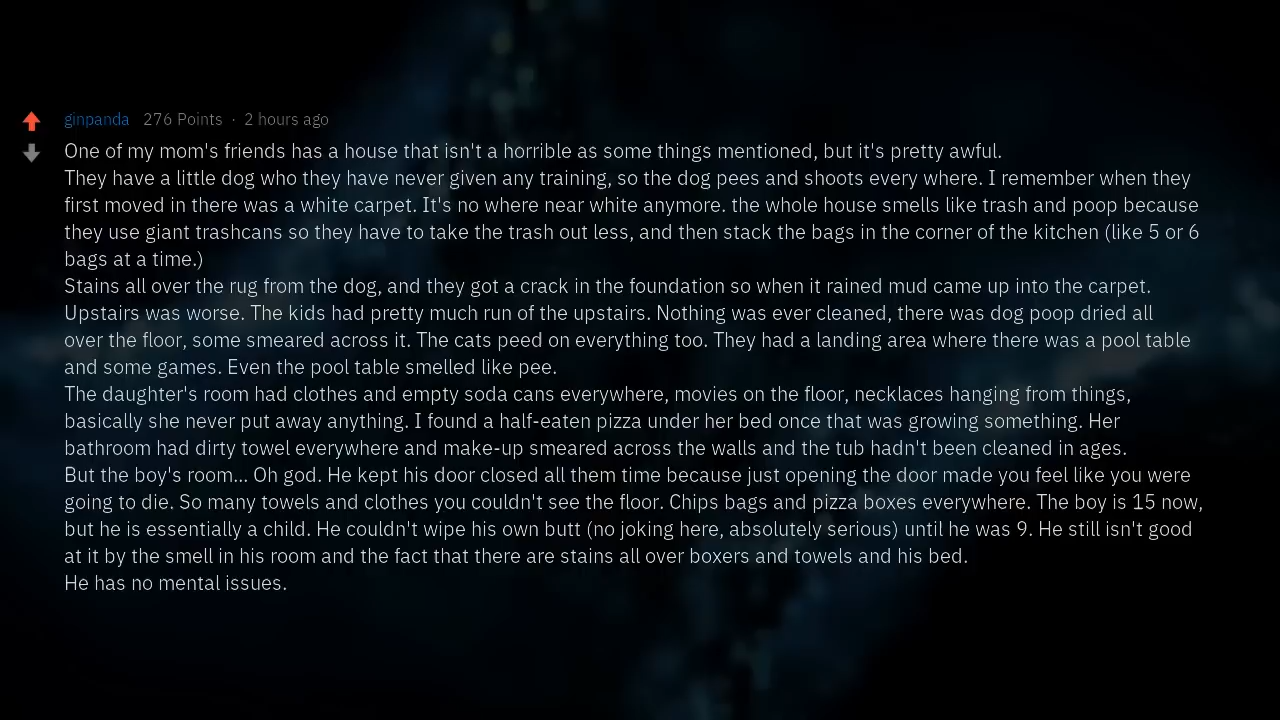 ginpanda 276 Points · 2 hours ago
One of my mom's friends has a house that isn't a horrible as some things mentioned, but it's pretty awful.
They have a little dog who they have never given any training, so the dog pees and shoots every where. I remember when they
first moved in there was a white carpet. It's no where near white anymore. the whole house smells like trash and poop because
they use giant trashcans so they have to take the trash out less, and then stack the bags in the corner of the kitchen (like 5 or 6
bags at a time.)
Stains all over the rug from the dog, and they got a crack in the foundation so when it rained mud came up into the carpet.
Upstairs was worse. The kids had pretty much run of the upstairs. Nothing was ever cleaned, there was dog poop dried all
over the floor, some smeared across it. The cats peed on everything too. They had a landing area where there was a pool table
and some games. Even the pool table smelled like pee.
The daughter's room had clothes and empty soda cans everywhere, movies on the floor, necklaces hanging from things,
basically she never put away anything. I found a half-eaten pizza under her bed once that was growing something. Her
bathroom had dirty towel everywhere and make-up smeared across the walls and the tub hadn't been cleaned in ages.
But the boy's room... Oh god. He kept his door closed all them time because just opening the door made you feel like you were
going to die. So many towels and clothes you couldn't see the floor. Chips bags and pizza boxes everywhere. The boy is 15 now,
but he is essentially a child. He couldn't wipe his own butt (no joking here, absolutely serious) until he was 9. He still isn't good
at it by the smell in his room and the fact that there are stains all over boxers and towels and his bed.
He has no mental issues.